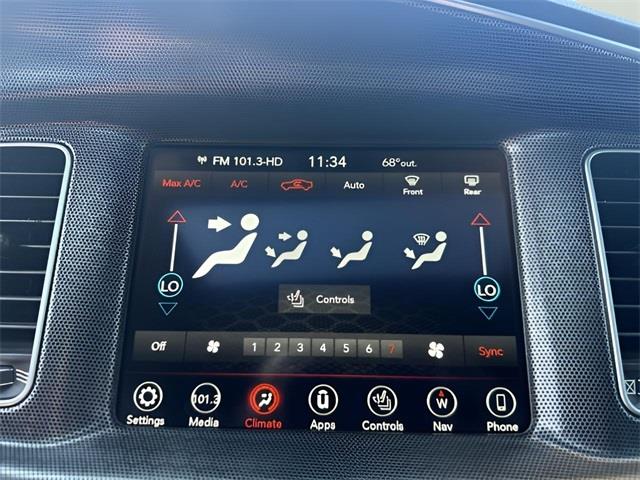 FM 101.3-HD 11:34 68° out.
Max A/C A/C Auto Front Rear
LO LO
Controls
Off 1 2 3 4 5 6 7 Sync
101.3 W
Settings Media Climate Apps Controls Nav Phone